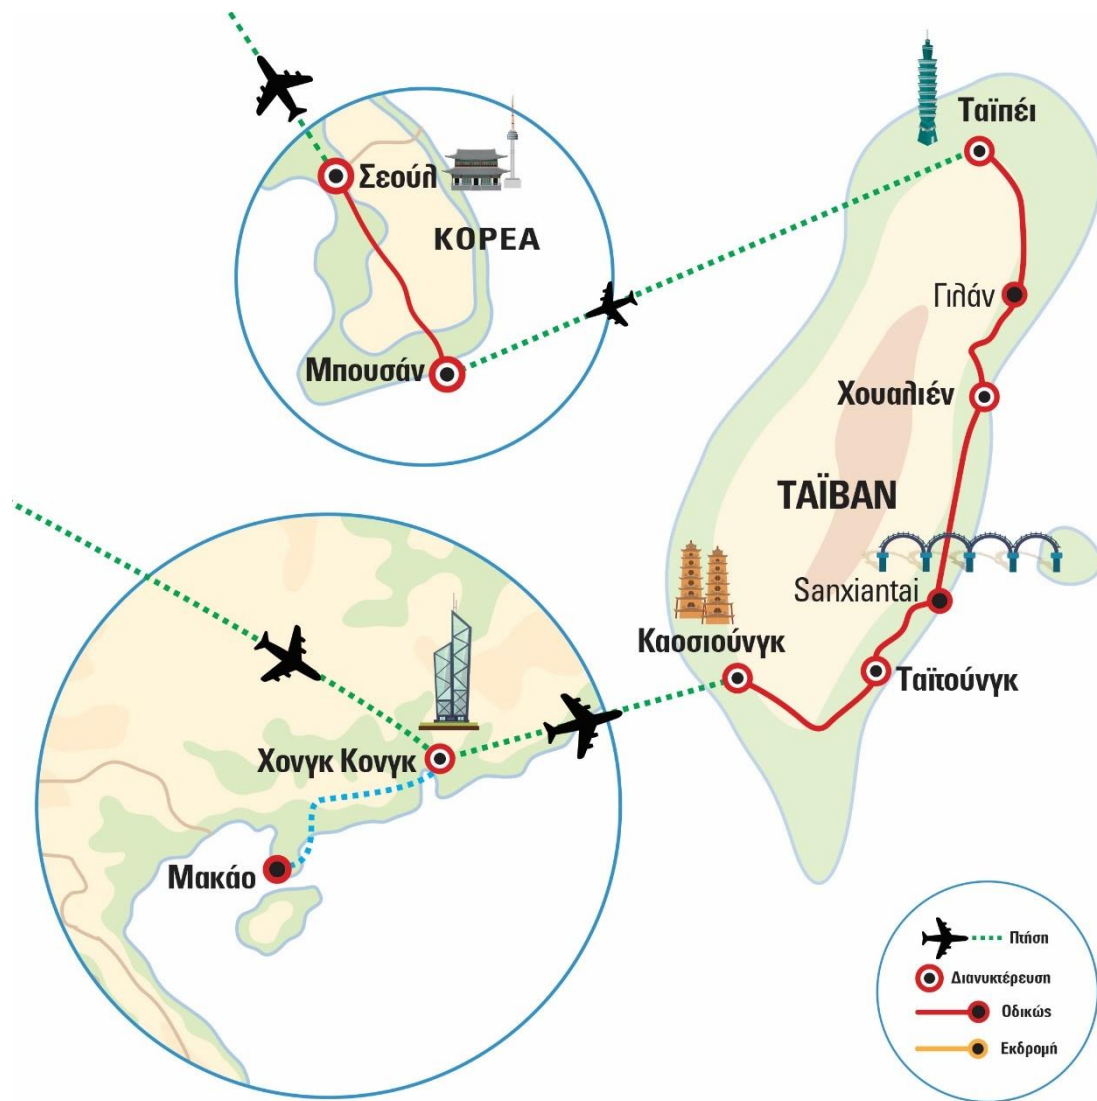 Ταϊπέι
Σεούλ
ΚΟΡΕΑ
Γιλάν
Μπουσάν
Χουαλιέν
ΤΑΪΒΑΝ
Sanxiantai
Καοσιούνγκ
Ταϊτούνγκ
Χονγκ Κονγκ
Μακάο
Πτήση
Διανυκτέρευση
Οδικώς
Εκδρομή